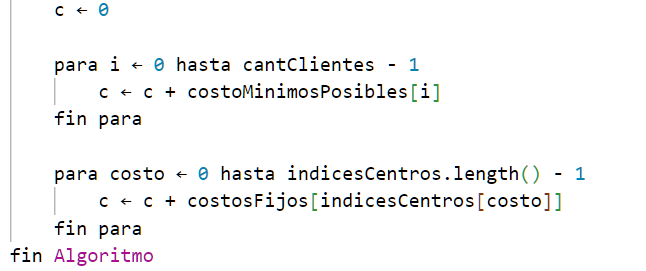 c ← 0
para i ← 0 hasta cantClientes - 1
c ← c + costoMinimosPosibles[i]
fin para
para costo ← 0 hasta indicesCentros.length() - 1
c ← c + costosFijos[indicesCentros[costo]]
fin para
fin Algoritmo